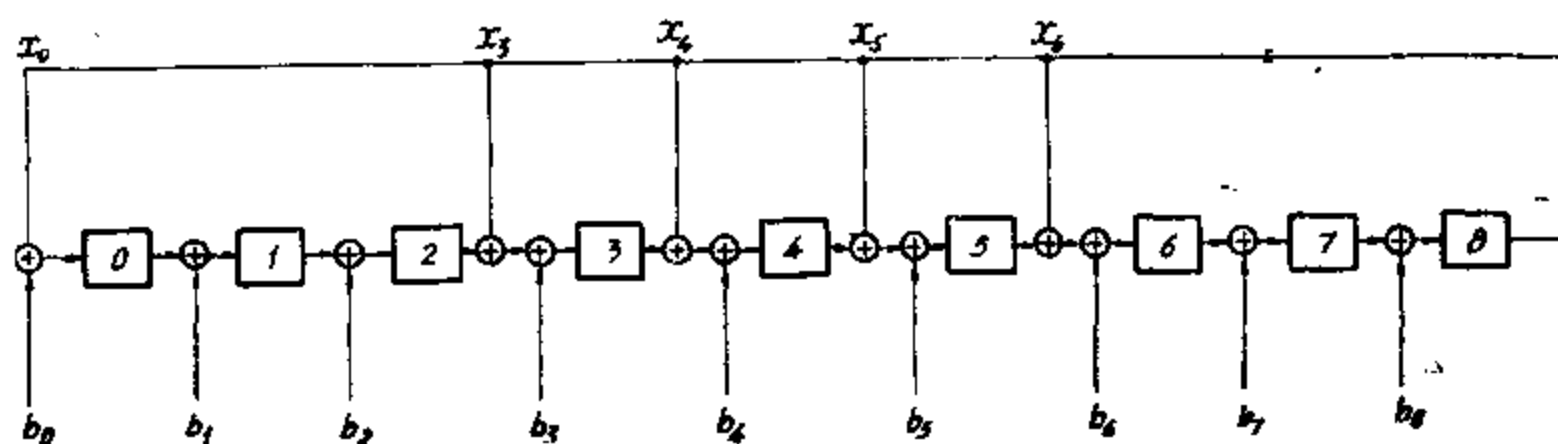 X₀ X₃ X₄ X₅ X₆
0 1 2 3 4 5 6 7 8
b₀ b₁ b₂ b₃ b₄ b₅ b₆ b₇ b₈